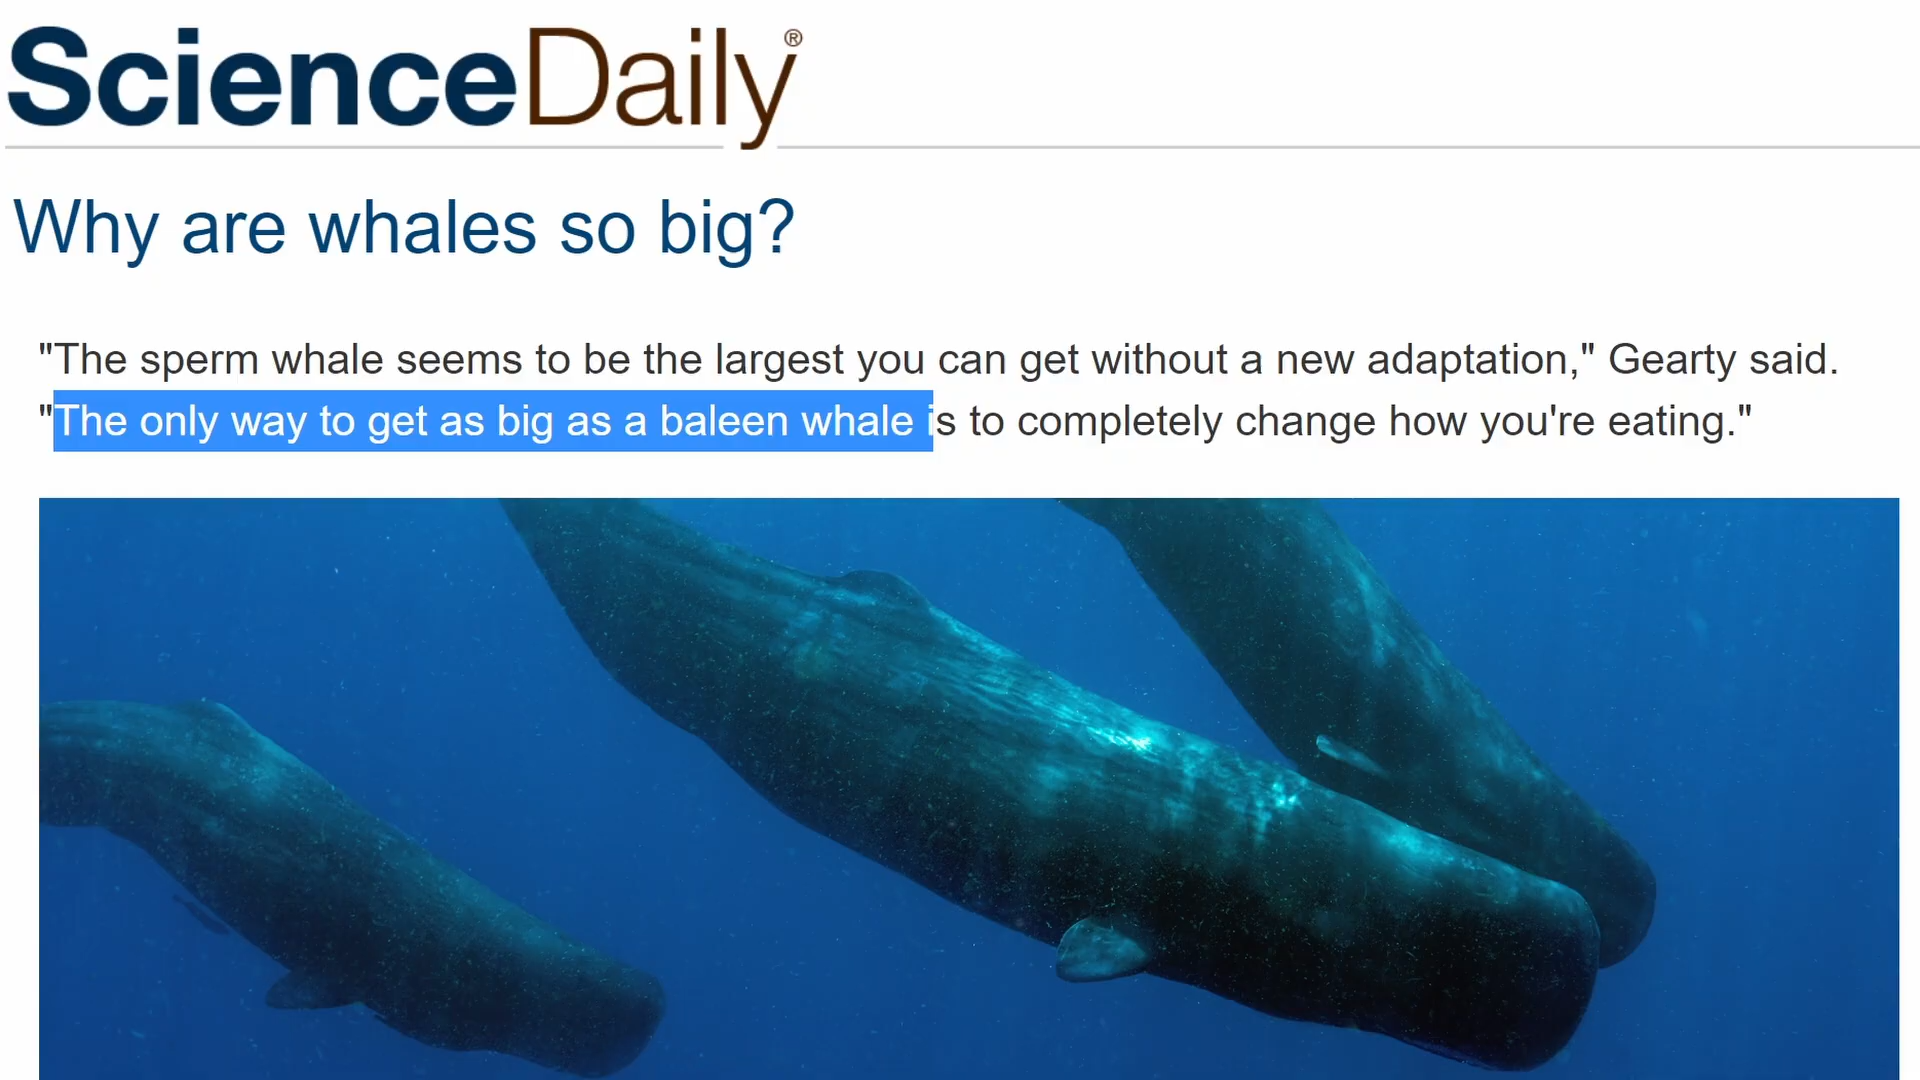 ScienceDaily®
Why are whales so big?
"The sperm whale seems to be the largest you can get without a new adaptation," Gearty said.
"The only way to get as big as a baleen whale is to completely change how you're eating."